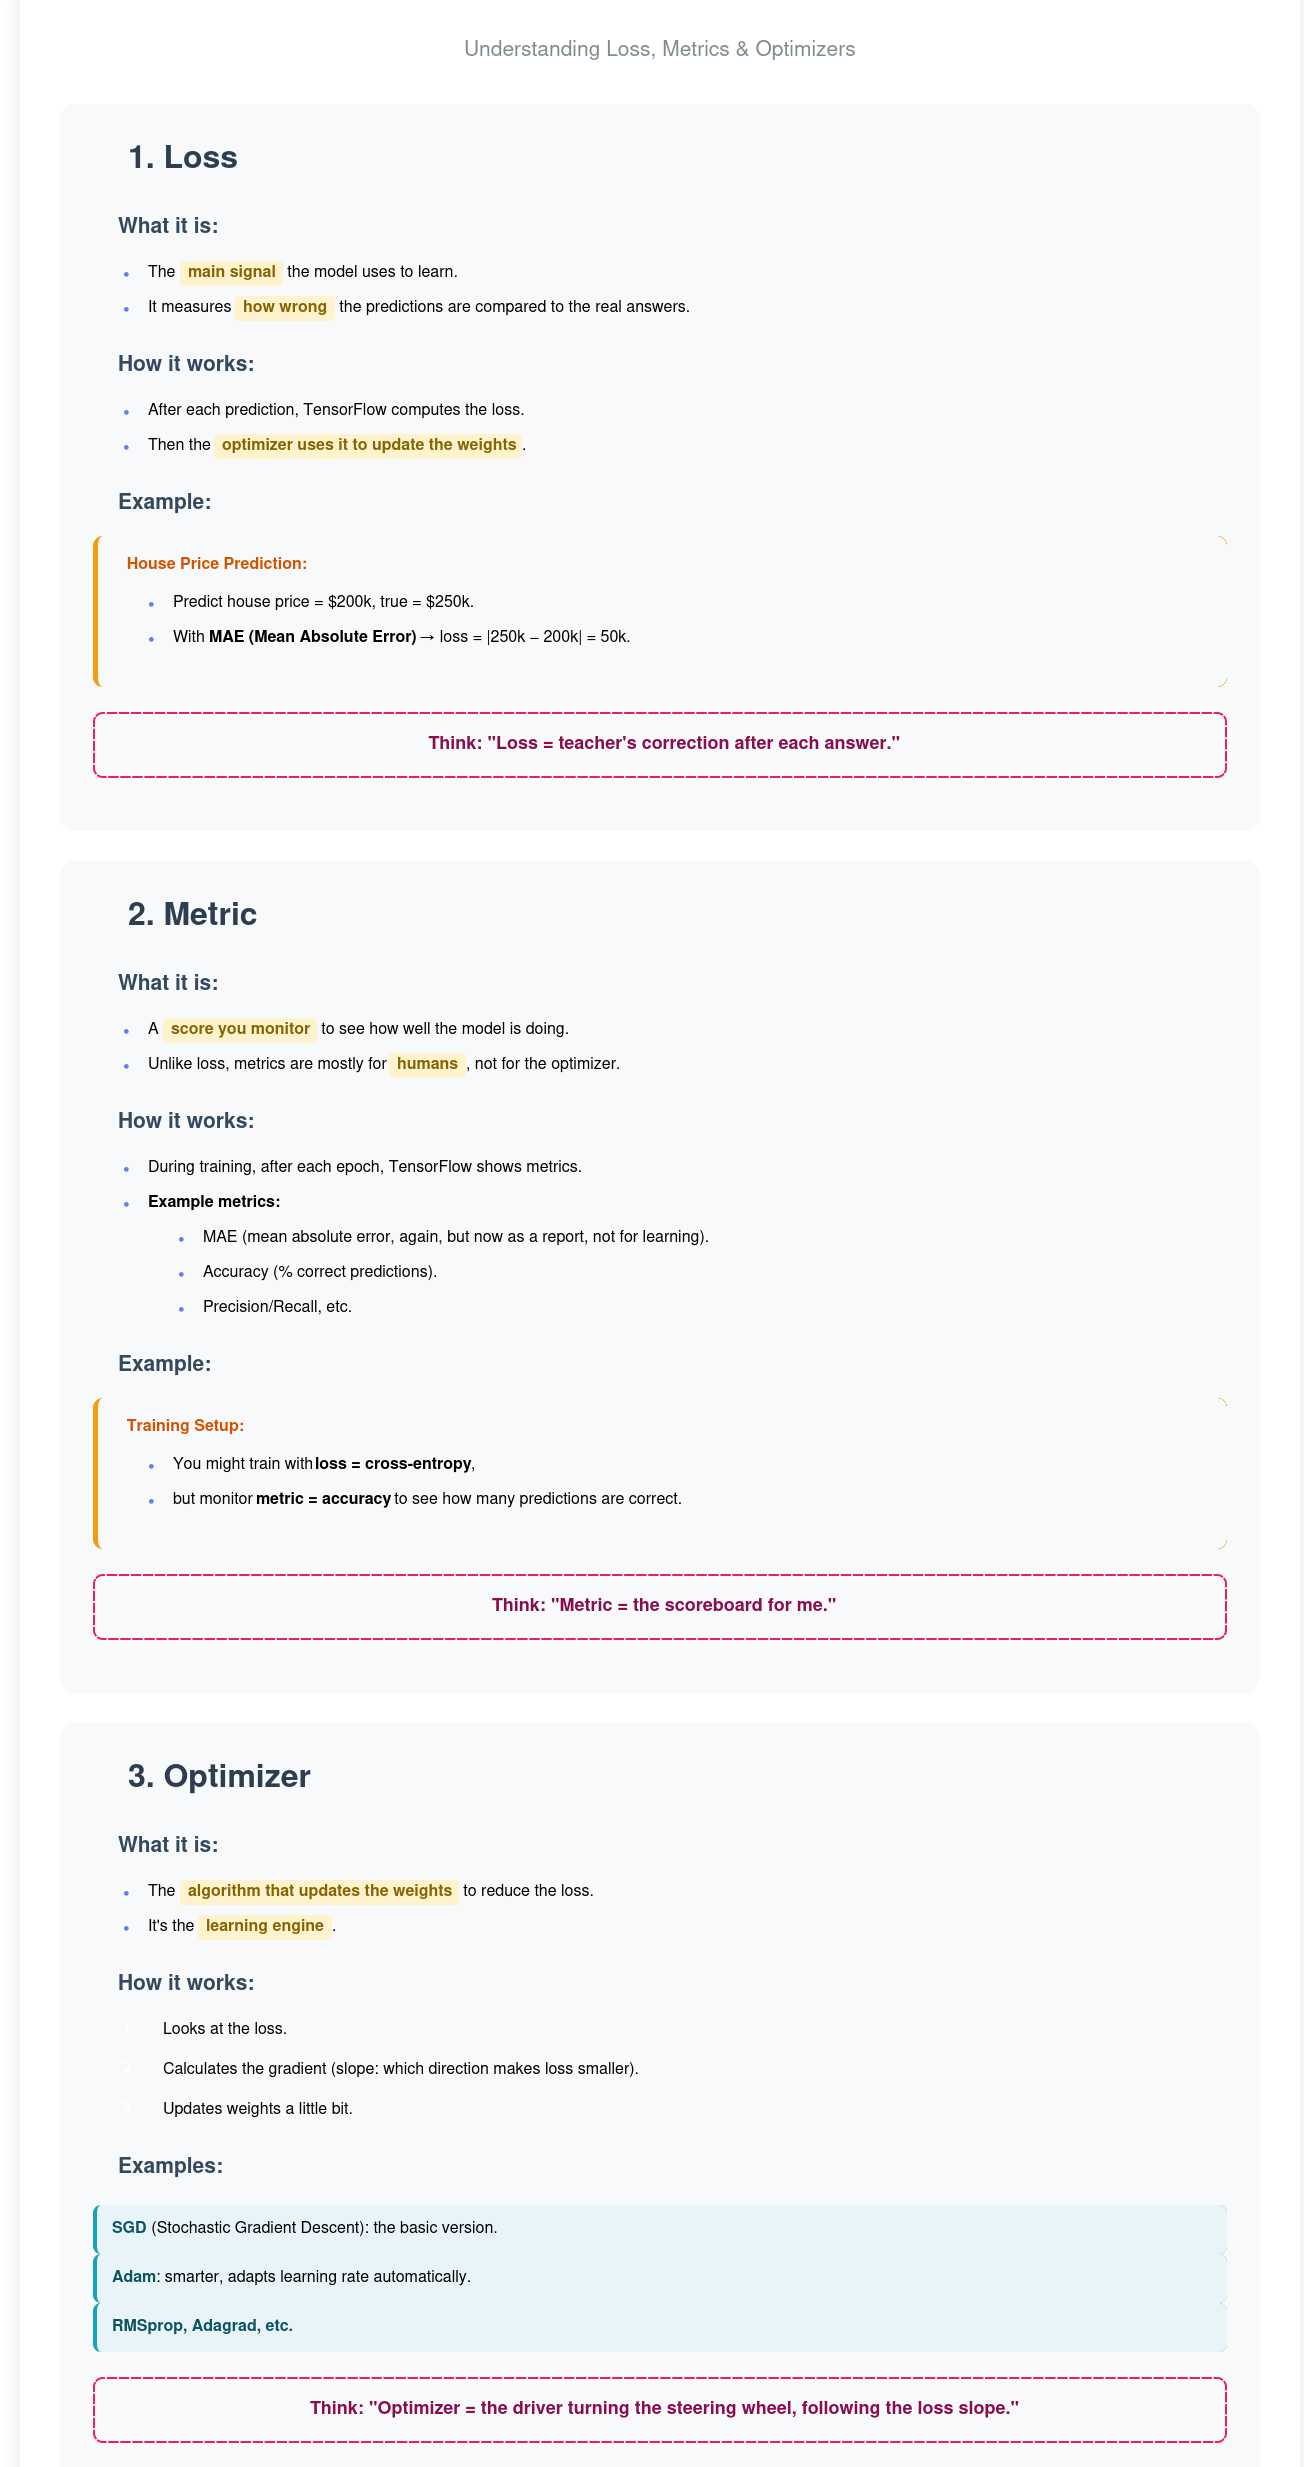 Understanding Loss, Metrics & Optimizers
1. Loss
What it is:
• The main signal the model uses to learn.
• It measures how wrong the predictions are compared to the real answers.
How it works:
• After each prediction, TensorFlow computes the loss.
• Then the optimizer uses it to update the weights.
Example:
House Price Prediction:
• Predict house price = $200k, true = $250k.
• With MAE (Mean Absolute Error) → loss = |250k − 200k| = 50k.
Think: "Loss = teacher's correction after each answer."
2. Metric
What it is:
• A score you monitor to see how well the model is doing.
• Unlike loss, metrics are mostly for humans, not for the optimizer.
How it works:
• During training, after each epoch, TensorFlow shows metrics.
• Example metrics:
• MAE (mean absolute error, again, but now as a report, not for learning).
• Accuracy (% correct predictions).
• Precision/Recall, etc.
Example:
Training Setup:
• You might train with loss = cross-entropy,
• but monitor metric = accuracy to see how many predictions are correct.
Think: "Metric = the scoreboard for me."
3. Optimizer
What it is:
• The algorithm that updates the weights to reduce the loss.
• It's the learning engine.
How it works:
1 Looks at the loss.
2 Calculates the gradient (slope: which direction makes loss smaller).
3 Updates weights a little bit.
Examples:
SGD (Stochastic Gradient Descent): the basic version.
Adam: smarter, adapts learning rate automatically.
RMSprop, Adagrad, etc.
Think: "Optimizer = the driver turning the steering wheel, following the loss slope."